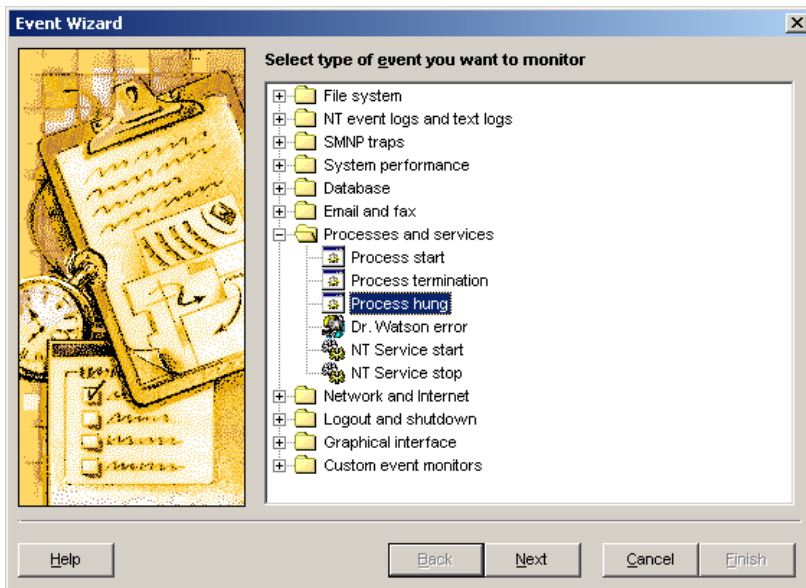 Event Wizard
Select type of event you want to monitor
File system
NT event logs and text logs
SMNP traps
System performance
Database
Email and fax
Processes and services
Process start
Process termination
Process hung
Dr. Watson error
NT Service start
NT Service stop
Network and Internet
Logout and shutdown
Graphical interface
Custom event monitors
Help Back Next Cancel Finish